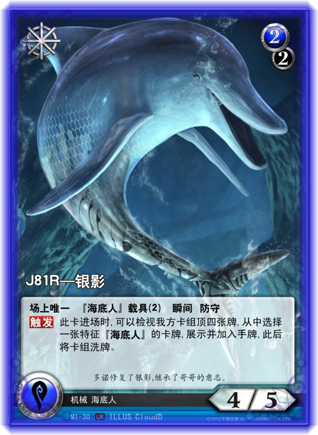 2
2
J81R—银影
场上唯一 『海底人』载具(2) 瞬间 防守
触发 此卡进场时,可以检视我方卡组顶四张牌,从中选择
一张特征『海底人』的卡牌,展示并加入手牌,此后
将卡组洗牌。
多诺修复了银影,继承了哥哥的意志。
机械 海底人
4 / 5
W1-30 UR ILLUS CloudD